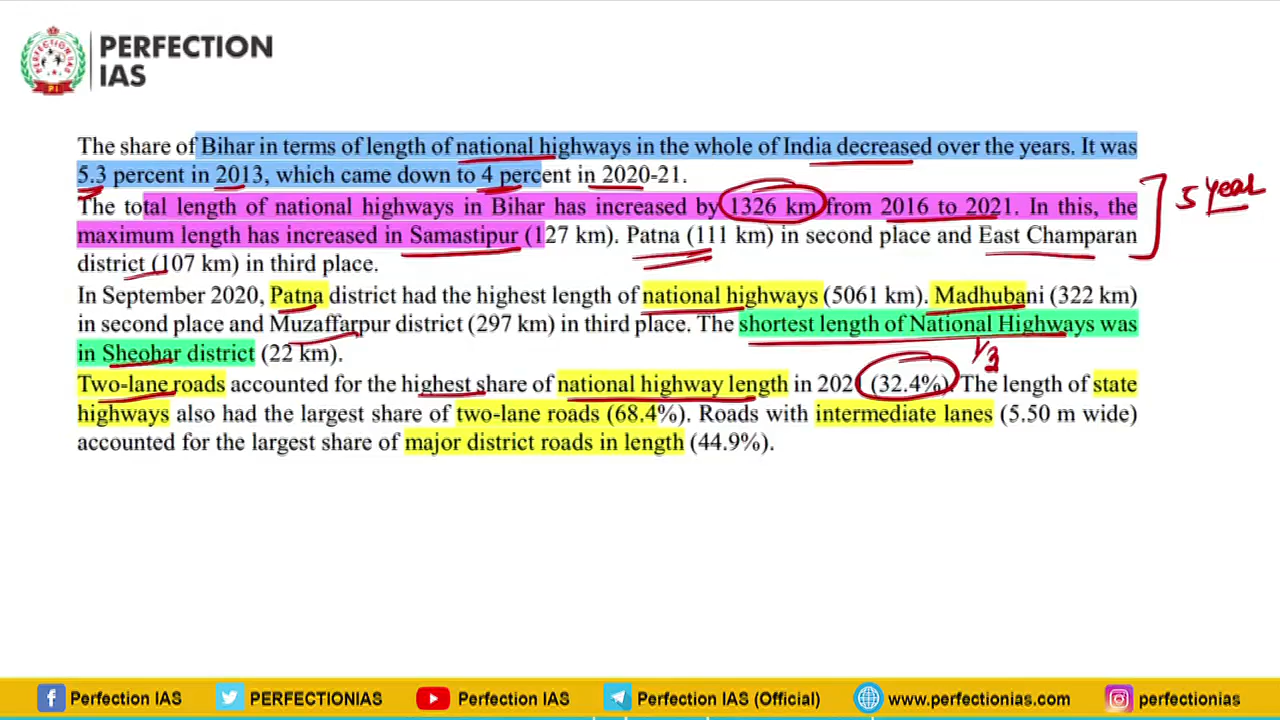 PERFECTION
IAS
The share of Bihar in terms of length of national highways in the whole of India decreased over the years. It was
5.3 percent in 2013, which came down to 4 percent in 2020-21.
The total length of national highways in Bihar has increased by 1326 km from 2016 to 2021. In this, the
5 year
maximum length has increased in Samastipur (127 km). Patna (111 km) in second place and East Champaran
district (107 km) in third place.
In September 2020, Patna district had the highest length of national highways (5061 km). Madhubani (322 km)
in second place and Muzaffarpur district (297 km) in third place. The shortest length of National Highways was
in Sheohar district (22 km).
1/3
Two-lane roads accounted for the highest share of national highway length in 2021 (32.4%). The length of state
highways also had the largest share of two-lane roads (68.4%). Roads with intermediate lanes (5.50 m wide)
accounted for the largest share of major district roads in length (44.9%).
Perfection IAS PERFECTIONIAS Perfection IAS Perfection IAS (Official) www.perfectionias.com perfectionias